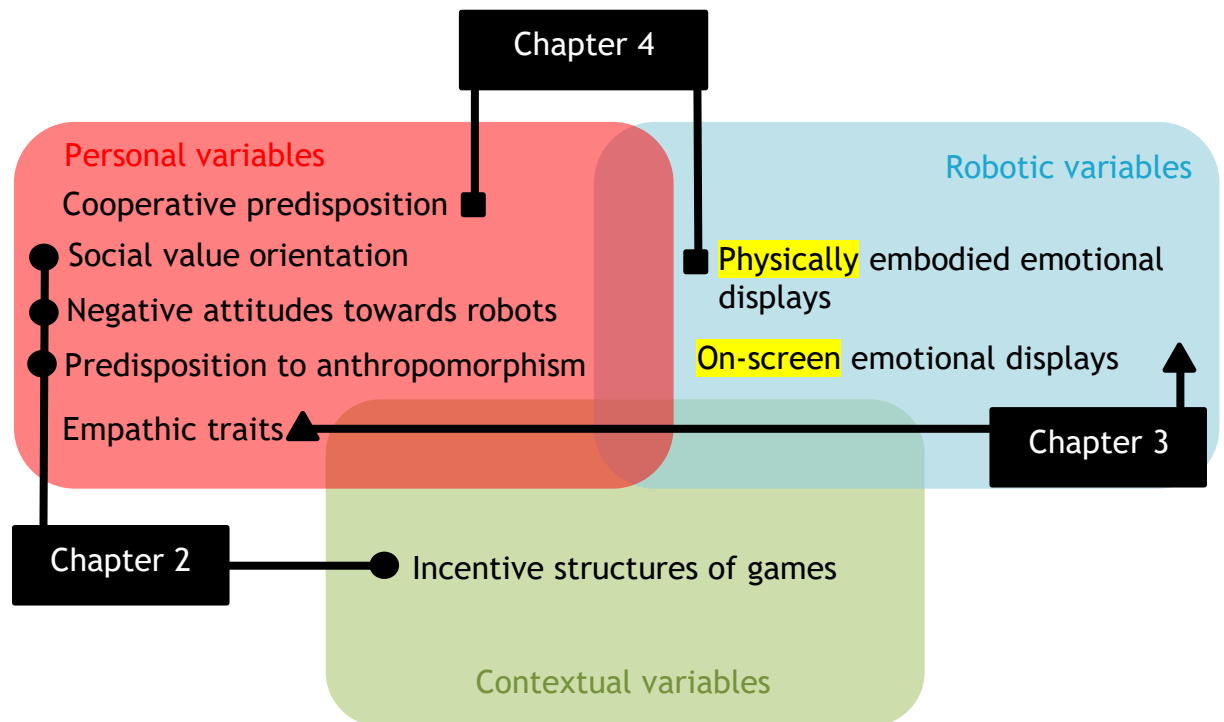 Chapter 4
Personal variables
Robotic variables
Cooperative predisposition
Social value orientation
Physically embodied emotional
displays
Negative attitudes towards robots
Predisposition to anthropomorphism
On-screen emotional displays
Empathic traits
Chapter 3
Chapter 2
Incentive structures of games
Contextual variables